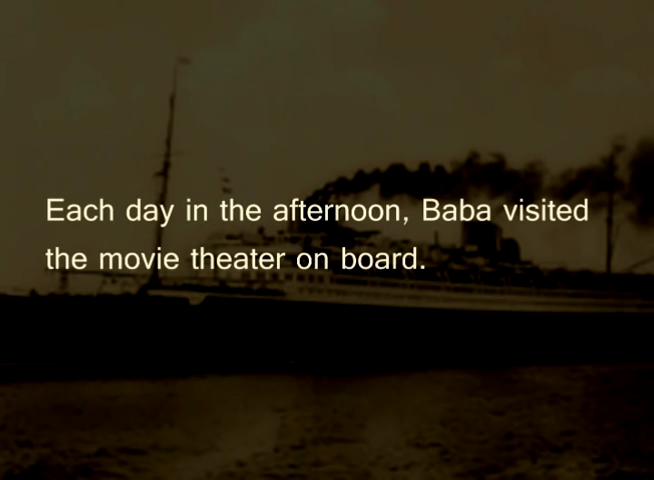 Each day in the afternoon, Baba visited
the movie theater on board.